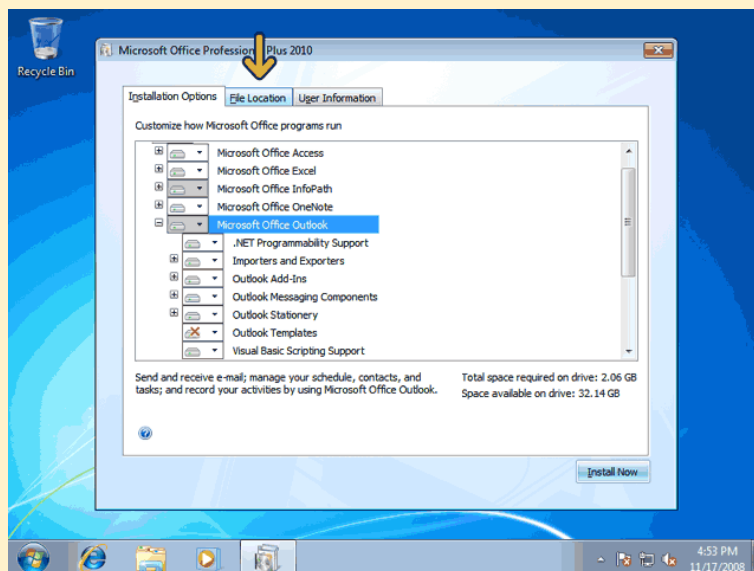 Recycle Bin
Microsoft Office Profession Plus 2010
Installation Options File Location User Information
Customize how Microsoft Office programs run
Microsoft Office Access
Microsoft Office Excel
Microsoft Office InfoPath
Microsoft Office OneNote
Microsoft Office Outlook
.NET Programmability Support
Importers and Exporters
Outlook Add-Ins
Outlook Messaging Components
Outlook Stationery
Outlook Templates
Visual Basic Scripting Support
Send and receive e-mail; manage your schedule, contacts, and
tasks; and record your activities by using Microsoft Office Outlook.
Total space required on drive: 2.06 GB
Space available on drive: 32.14 GB
Install Now
4:53 PM
11/17/2008